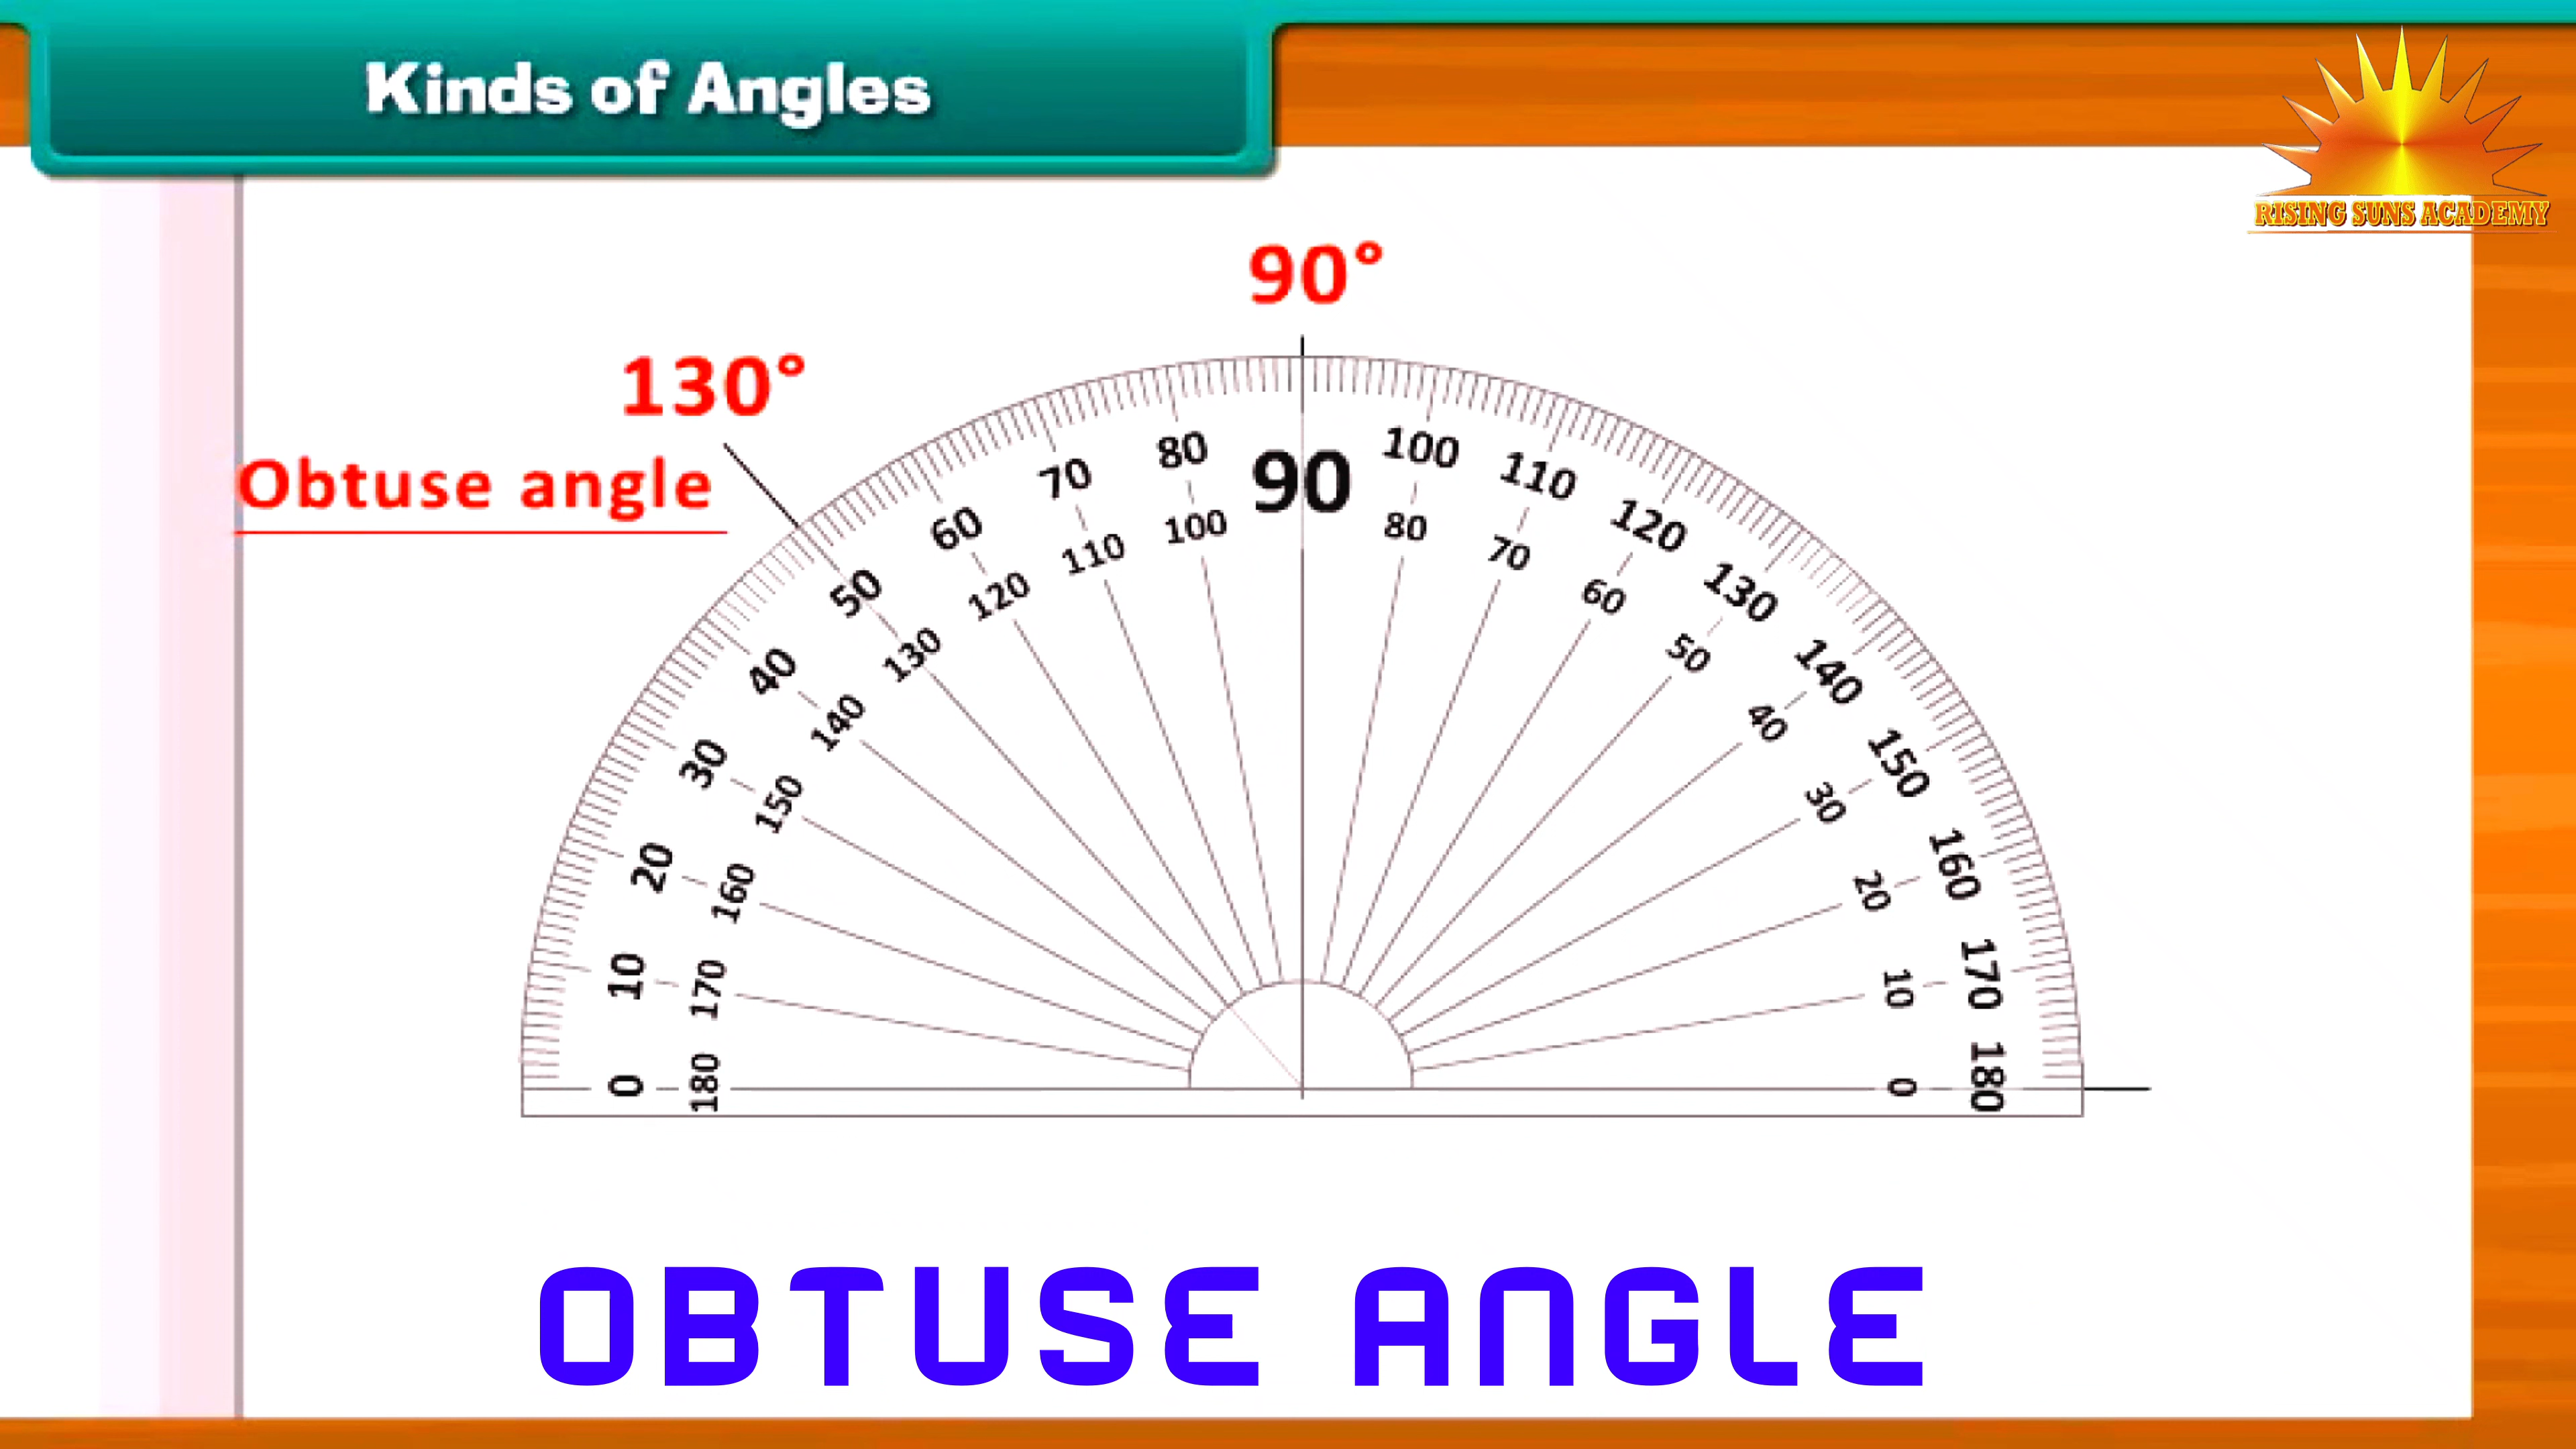 Kinds of Angles
RISING SUNS ACADEMY
90°
130°
Obtuse angle
0 10 20 30 40 50 60 70 80 90 100 110 120 130 140 150 160 170 180
180 170 160 150 140 130 120 110 100 80 70 60 50 40 30 20 10 0
OBTUSE ANGLE